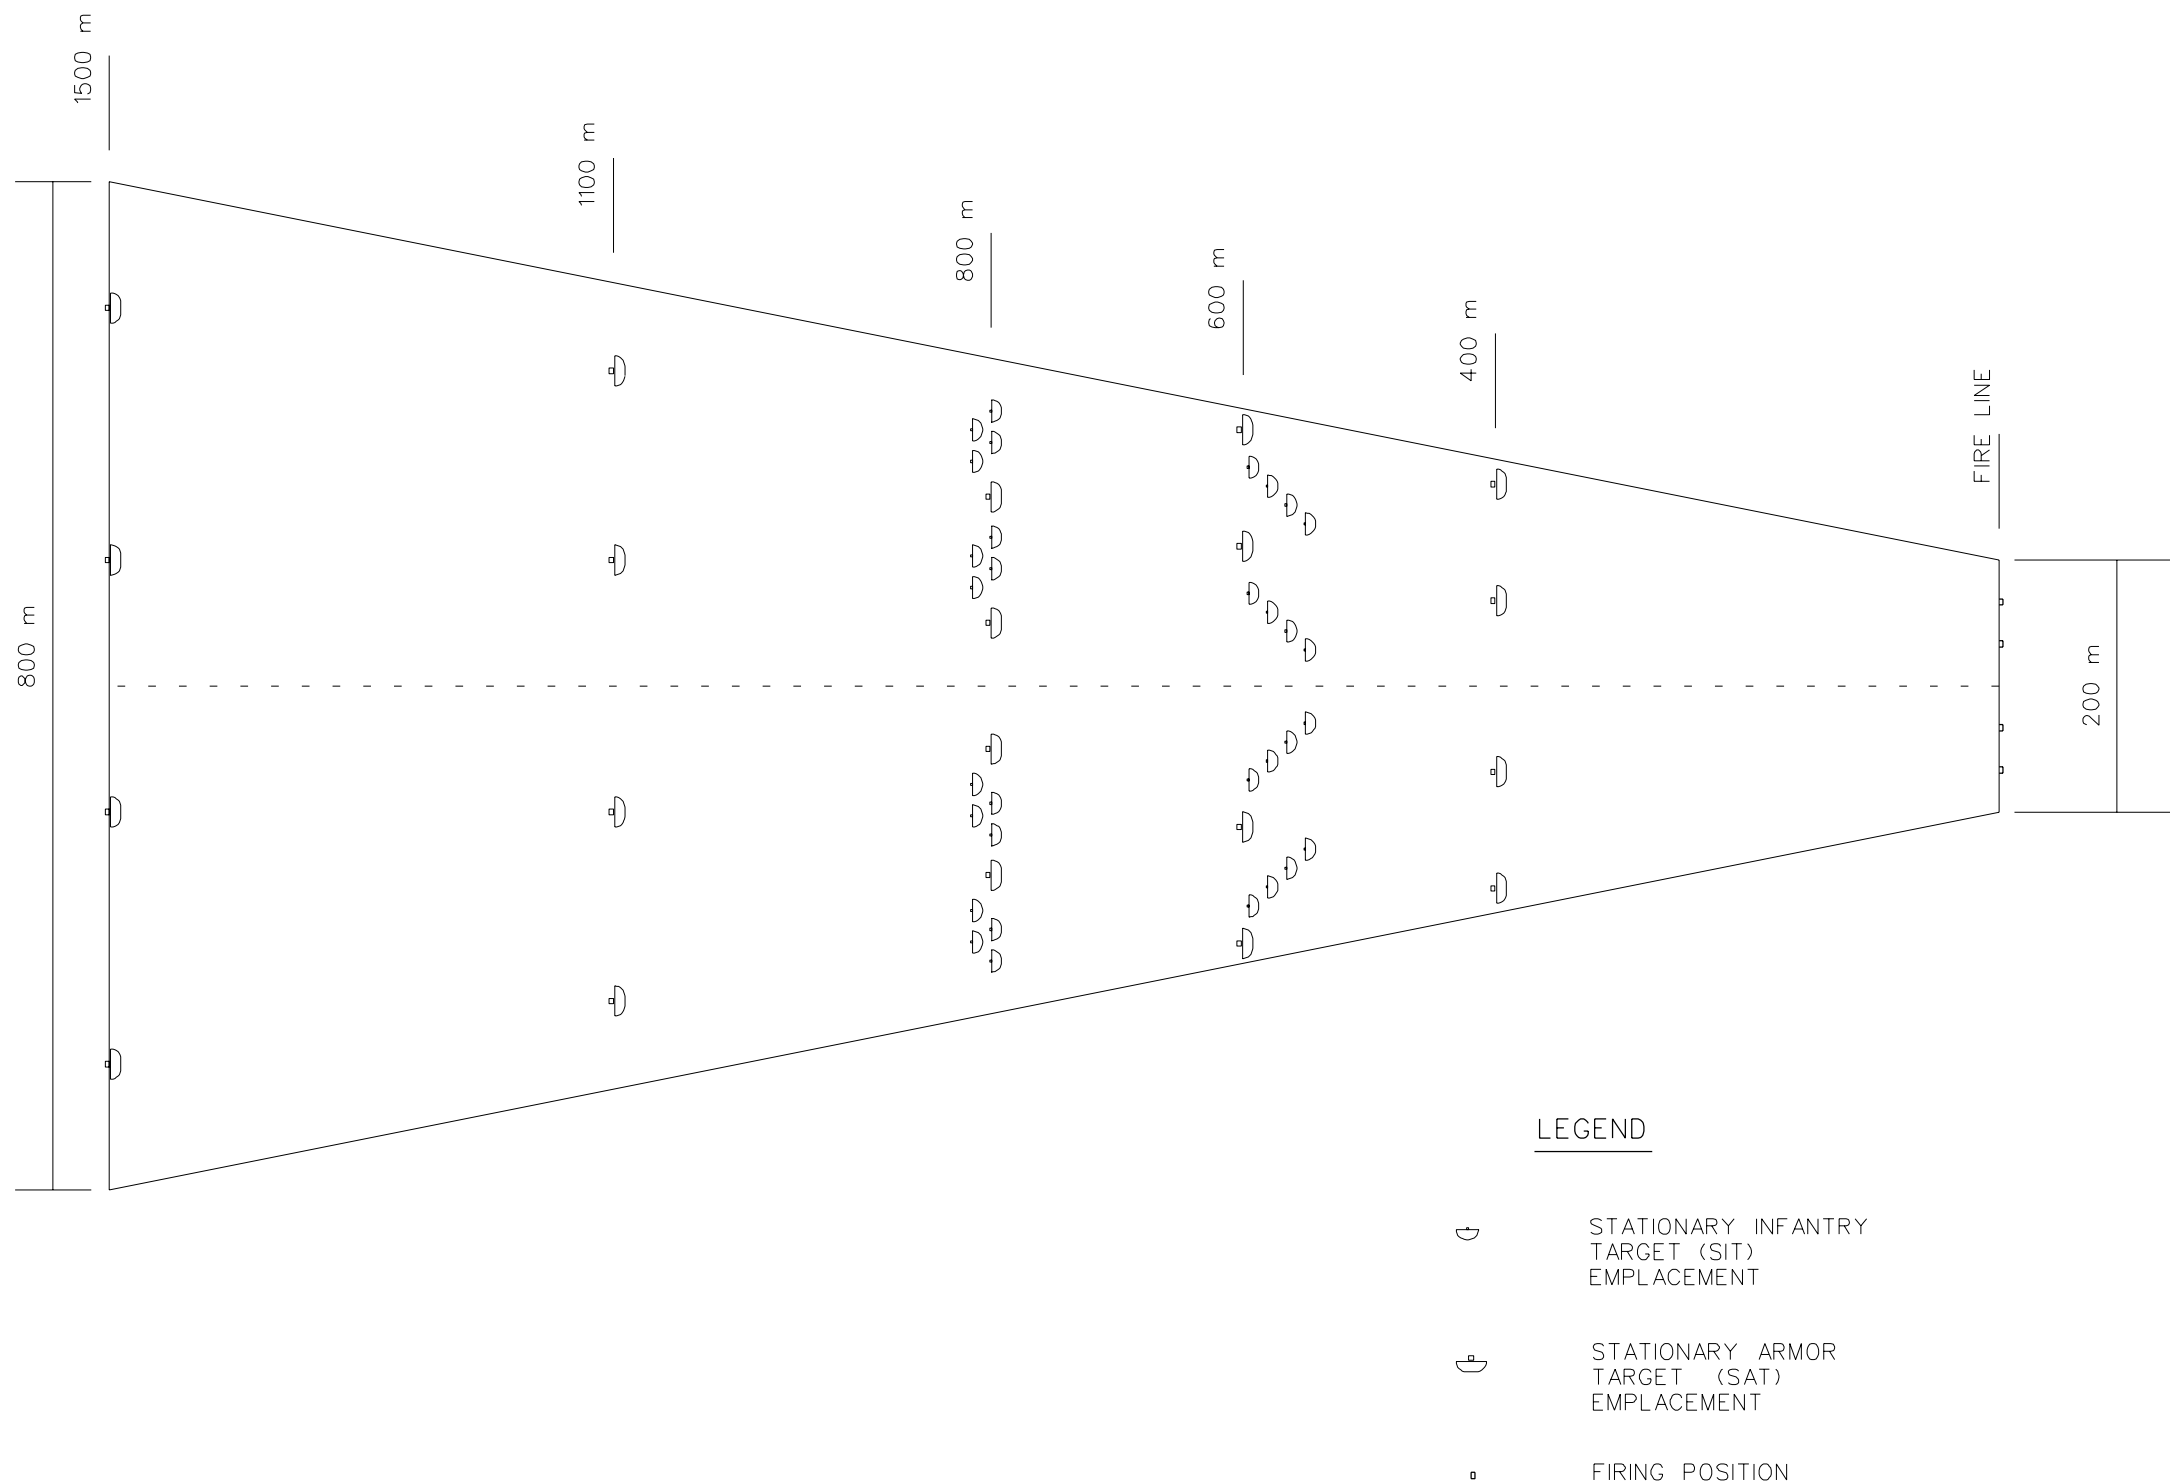 1500 m
1100 m
800 m
600 m
400 m
FIRE LINE
800 m
200 m
LEGEND
STATIONARY INFANTRY
TARGET (SIT)
EMPLACEMENT
STATIONARY ARMOR
TARGET (SAT)
EMPLACEMENT
FIRING POSITION